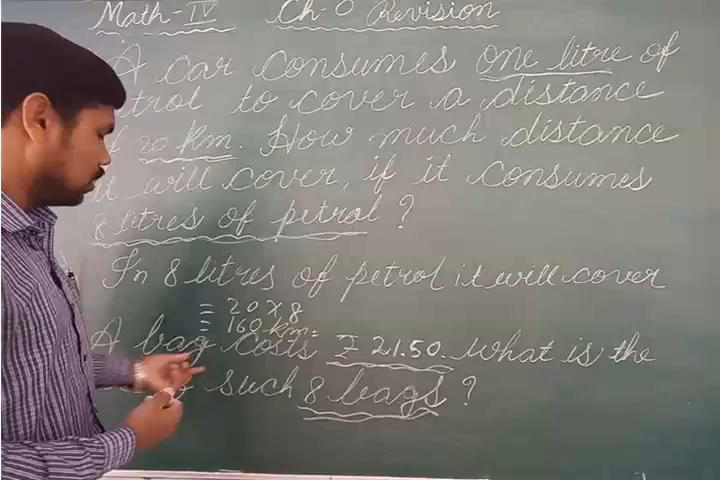 Math-IV Ch-0 Revision
A car consumes one litre of
trol to cover a distance
f 20 km. How much distance
it will cover, if it consumes
8 litres of petrol ?
In 8 litres of petrol it will cover
= 20 x 8
= 160 km.
A bag costs ₹ 21.50. what is the
such 8 bags ?